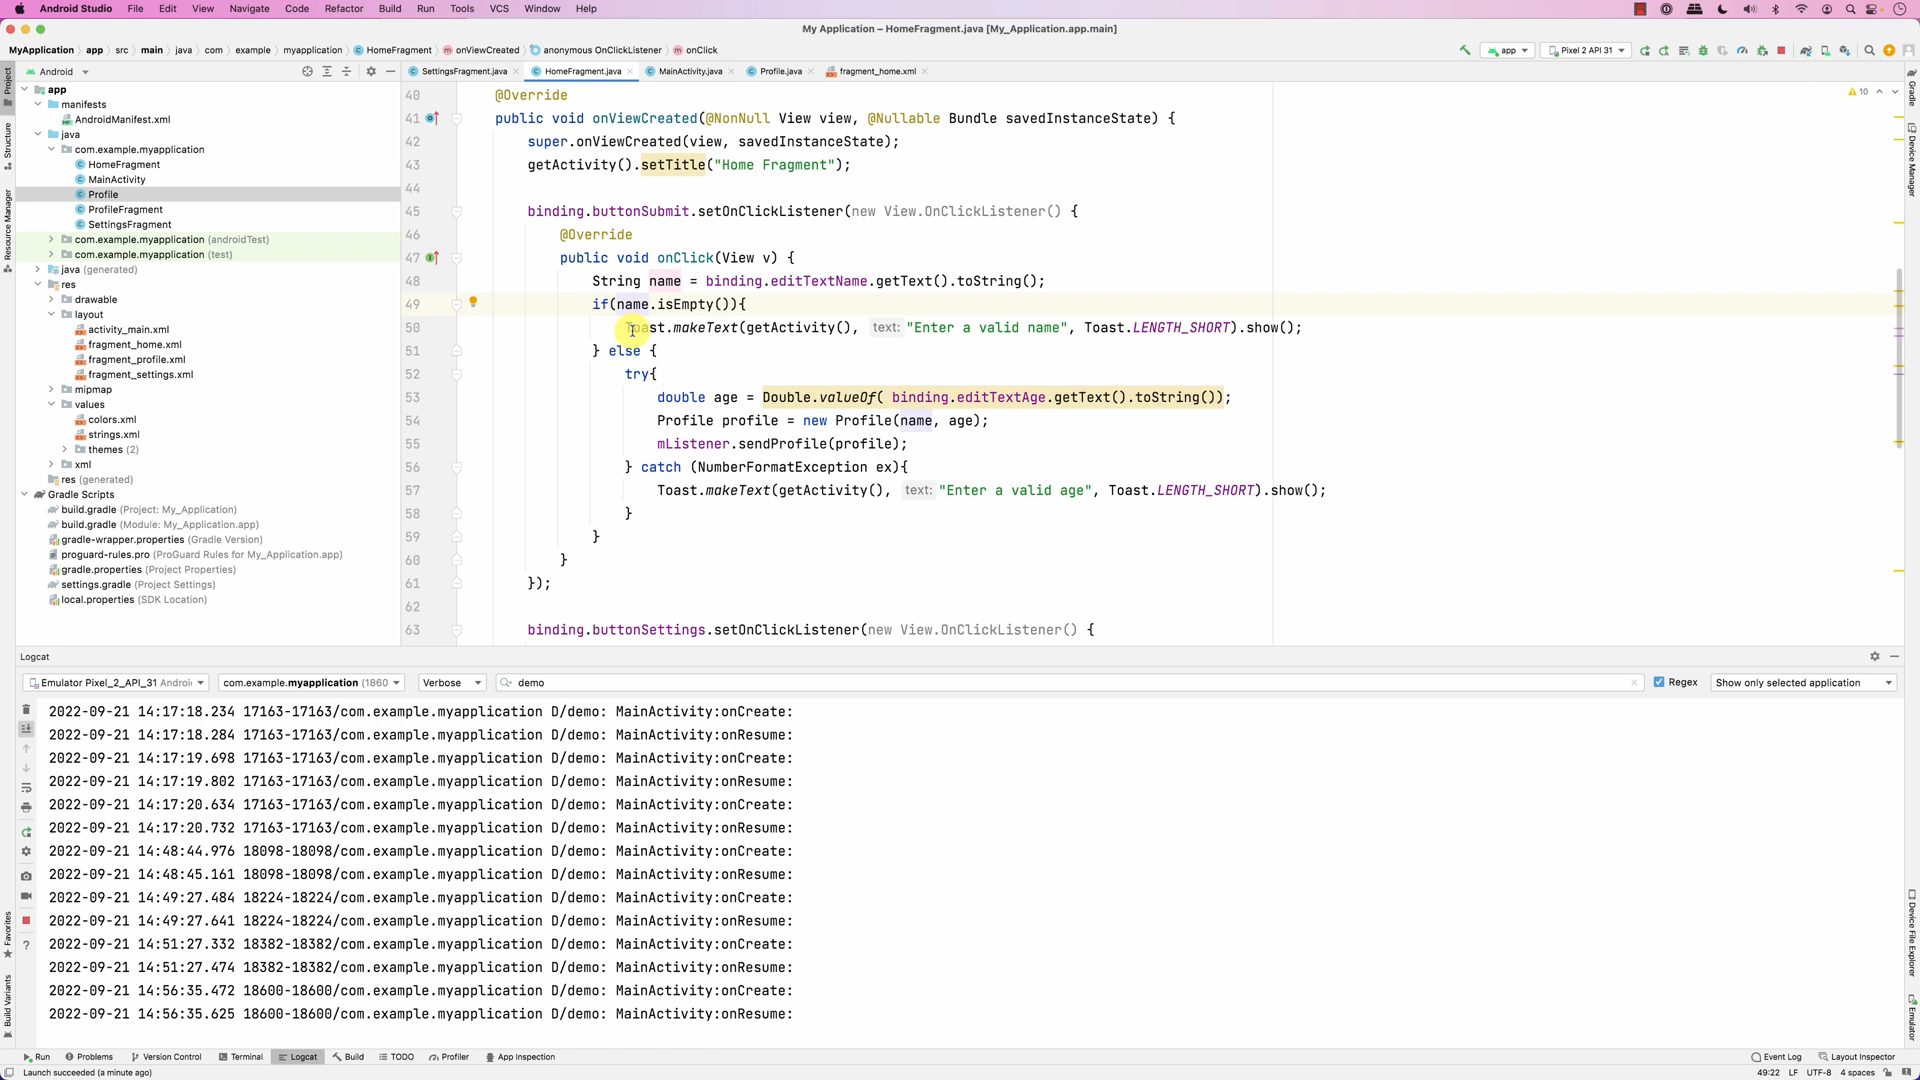 Android Studio File Edit View Navigate Code Refactor Build Run Tools VCS Window Help
My Application – HomeFragment.java [My_Application.app.main]
MyApplication app src main java com example myapplication HomeFragment onViewCreated anonymous OnClickListener onClick
app Pixel 2 API 31
Android
SettingsFragment.java HomeFragment.java MainActivity.java Profile.java fragment_home.xml
Project
Structure
Resource Manager
Favorites
Build Variants
app
manifests
AndroidManifest.xml
java
com.example.myapplication
HomeFragment
MainActivity
Profile
ProfileFragment
SettingsFragment
com.example.myapplication (androidTest)
com.example.myapplication (test)
java (generated)
res
drawable
layout
activity_main.xml
fragment_home.xml
fragment_profile.xml
fragment_settings.xml
mipmap
values
colors.xml
strings.xml
themes (2)
xml
res (generated)
Gradle Scripts
build.gradle (Project: My_Application)
build.gradle (Module: My_Application.app)
gradle-wrapper.properties (Gradle Version)
proguard-rules.pro (ProGuard Rules for My_Application.app)
gradle.properties (Project Properties)
settings.gradle (Project Settings)
local.properties (SDK Location)
10
40 @Override
41 public void onViewCreated(@NonNull View view, @Nullable Bundle savedInstanceState) {
42 super.onViewCreated(view, savedInstanceState);
43 getActivity().setTitle("Home Fragment");
44
45 binding.buttonSubmit.setOnClickListener(new View.OnClickListener() {
46 @Override
47 public void onClick(View v) {
48 String name = binding.editTextName.getText().toString();
49 if(name.isEmpty()){
50 Toast.makeText(getActivity(), text: "Enter a valid name", Toast.LENGTH_SHORT).show();
51 } else {
52 try{
53 double age = Double.valueOf( binding.editTextAge.getText().toString());
54 Profile profile = new Profile(name, age);
55 mListener.sendProfile(profile);
56 } catch (NumberFormatException ex){
57 Toast.makeText(getActivity(), text: "Enter a valid age", Toast.LENGTH_SHORT).show();
58 }
59 }
60 }
61 });
62
63 binding.buttonSettings.setOnClickListener(new View.OnClickListener() {
Gradle
Device Manager
Device File Explorer
Emulator
Logcat
Emulator Pixel_2_API_31 Androi com.example.myapplication (1860 Verbose demo Regex Show only selected application
2022-09-21 14:17:18.234 17163-17163/com.example.myapplication D/demo: MainActivity:onCreate:
2022-09-21 14:17:18.284 17163-17163/com.example.myapplication D/demo: MainActivity:onResume:
2022-09-21 14:17:19.698 17163-17163/com.example.myapplication D/demo: MainActivity:onCreate:
2022-09-21 14:17:19.802 17163-17163/com.example.myapplication D/demo: MainActivity:onResume:
2022-09-21 14:17:20.634 17163-17163/com.example.myapplication D/demo: MainActivity:onCreate:
2022-09-21 14:17:20.732 17163-17163/com.example.myapplication D/demo: MainActivity:onResume:
2022-09-21 14:48:44.976 18098-18098/com.example.myapplication D/demo: MainActivity:onCreate:
2022-09-21 14:48:45.161 18098-18098/com.example.myapplication D/demo: MainActivity:onResume:
2022-09-21 14:49:27.484 18224-18224/com.example.myapplication D/demo: MainActivity:onCreate:
2022-09-21 14:49:27.641 18224-18224/com.example.myapplication D/demo: MainActivity:onResume:
2022-09-21 14:51:27.332 18382-18382/com.example.myapplication D/demo: MainActivity:onCreate:
2022-09-21 14:51:27.474 18382-18382/com.example.myapplication D/demo: MainActivity:onResume:
2022-09-21 14:56:35.472 18600-18600/com.example.myapplication D/demo: MainActivity:onCreate:
2022-09-21 14:56:35.625 18600-18600/com.example.myapplication D/demo: MainActivity:onResume:
Run Problems Version Control Terminal Logcat Build TODO Profiler App Inspection Event Log Layout Inspector
Launch succeeded (a minute ago) 49:22 LF UTF-8 4 spaces